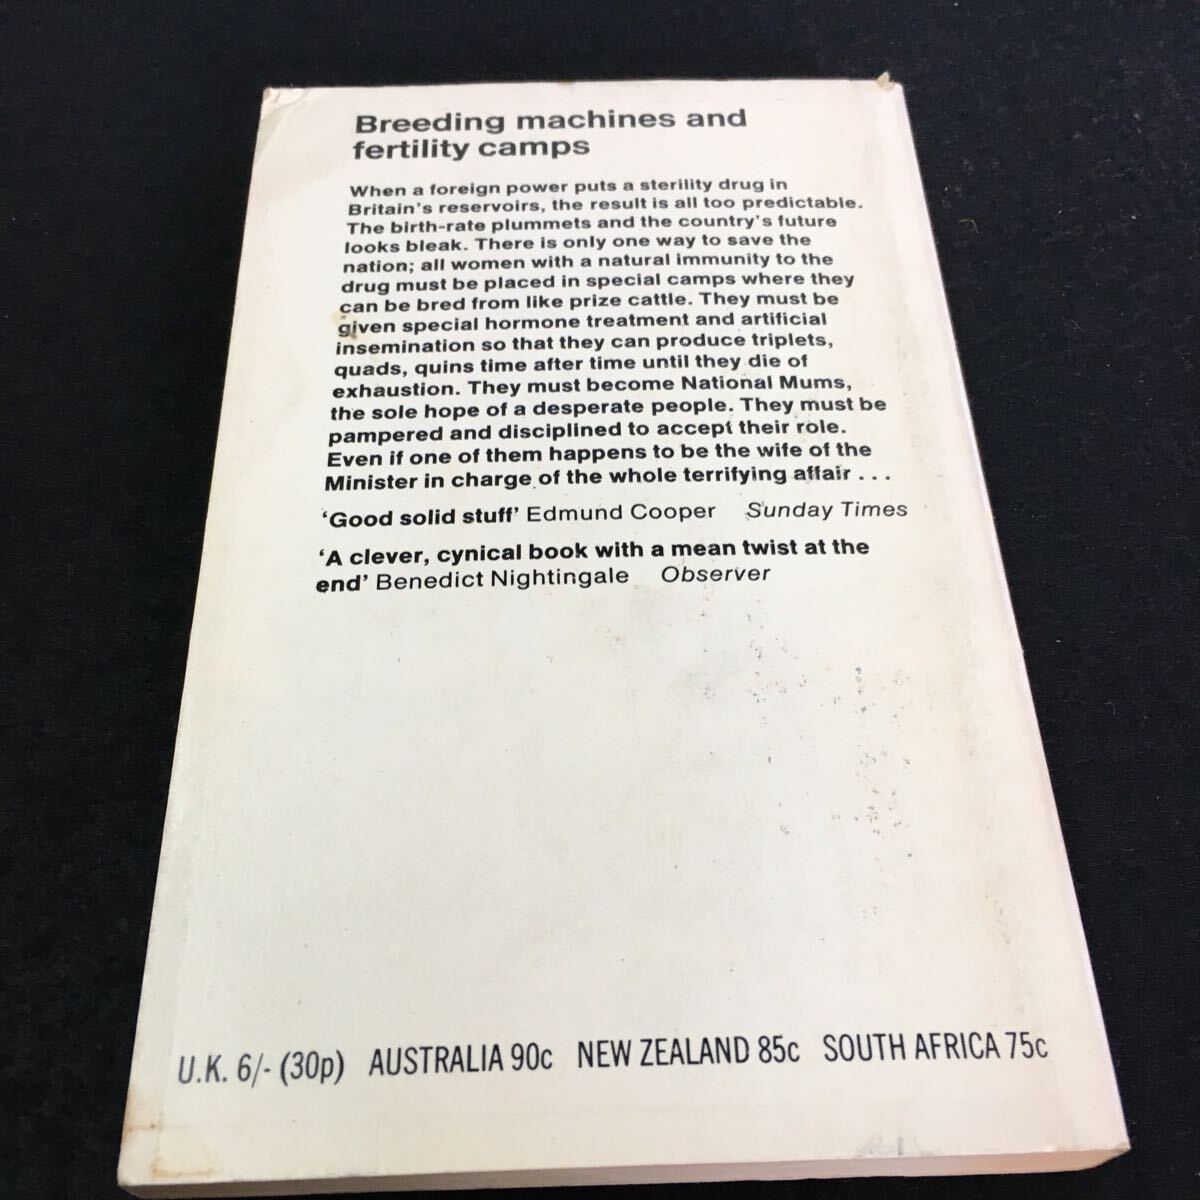 Breeding machines and
fertility camps
When a foreign power puts a sterility drug in
Britain's reservoirs, the result is all too predictable.
The birth-rate plummets and the country's future
looks bleak. There is only one way to save the
nation; all women with a natural immunity to the
drug must be placed in special camps where they
can be bred from like prize cattle. They must be
given special hormone treatment and artificial
insemination so that they can produce triplets,
quads, quins time after time until they die of
exhaustion. They must become National Mums,
the sole hope of a desperate people. They must be
pampered and disciplined to accept their role.
Even if one of them happens to be the wife of the
Minister in charge of the whole terrifying affair . . .
‘Good solid stuff’ Edmund Cooper Sunday Times
‘A clever, cynical book with a mean twist at the
end’ Benedict Nightingale Observer
U.K. 6/- (30p) AUSTRALIA 90c NEW ZEALAND 85c SOUTH AFRICA 75c